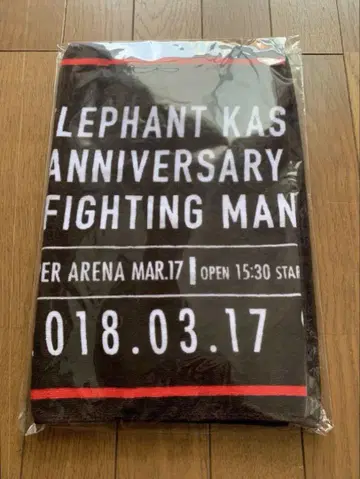 LEPHANT KAS
ANNIVERSARY
FIGHTING MAN
ER ARENA MAR.17 | OPEN 15:30 STAR
018.03.17